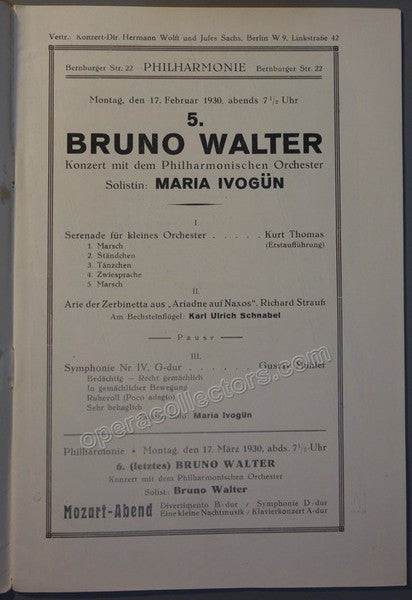 Vertr.: Konzert-Dir. Hermann Wolff und Jules Sachs, Berlin W 9, Linkstraße 42
Bernburger Str. 22 PHILHARMONIE Bernburger Str. 22
Montag, den 17. Februar 1930, abends 7½ Uhr
5.
BRUNO WALTER
Konzert mit dem Philharmonischen Orchester
Solistin: MARIA IVOGÜN
I.
Serenade für kleines Orchester . . . . . Kurt Thomas
1. Marsch (Erstaufführung)
2. Ständchen
3. Tänzchen
4. Zwiesprache
5. Marsch
II.
Arie der Zerbinetta aus „Ariadne auf Naxos“. Richard Strauß
Am Bechsteinflügel: Karl Ulrich Schnabel
Pause
III.
Symphonie Nr. IV, G-dur . . . . . . Gustav Mahler
Bedächtig — Recht gemächlich
In gemächlicher Bewegung
Ruhevoll (Poco adagio)
Sehr behaglich
Solo: Maria Ivogün
operacollectors.com
Philharmonie • Montag, den 17. März 1930, abds. 7½ Uhr
6. (letztes) BRUNO WALTER
Konzert mit dem Philharmonischen Orchester
Solist: Bruno Walter
Mozart-Abend Divertimento B-dur / Symphonie D-dur
Eine kleine Nachtmusik / Klavierkonzert A-dur